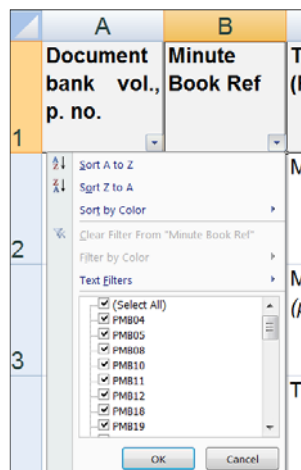 A B
Document Minute T
bank vol., Book Ref (
p. no.
1
Sort A to Z
Sort Z to A
Sort by Color
Clear Filter From "Minute Book Ref"
Filter by Color
Text Filters
(Select All)
PMB04
PMB05
PMB08
PMB10
PMB11
PMB12
PMB18
PMB19
OK Cancel
2
M
3
M
(
T